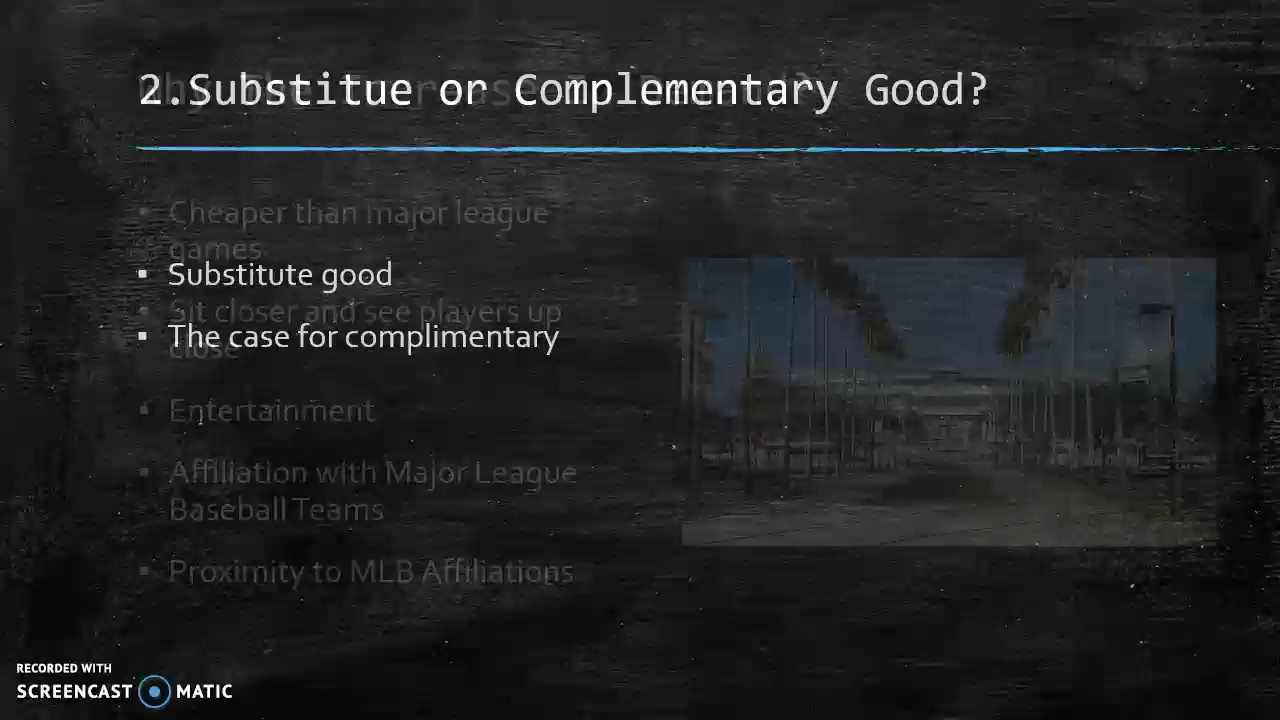 2.Substitue or Complementary Good?
Cheaper than major league
games
▪ Substitute good
Sit closer and see players up
▪ The case for complimentary
close
▪ Entertainment
▪ Affiliation with Major League
Baseball Teams
▪ Proximity to MLB Affiliations
RECORDED WITH
SCREENCAST MATIC